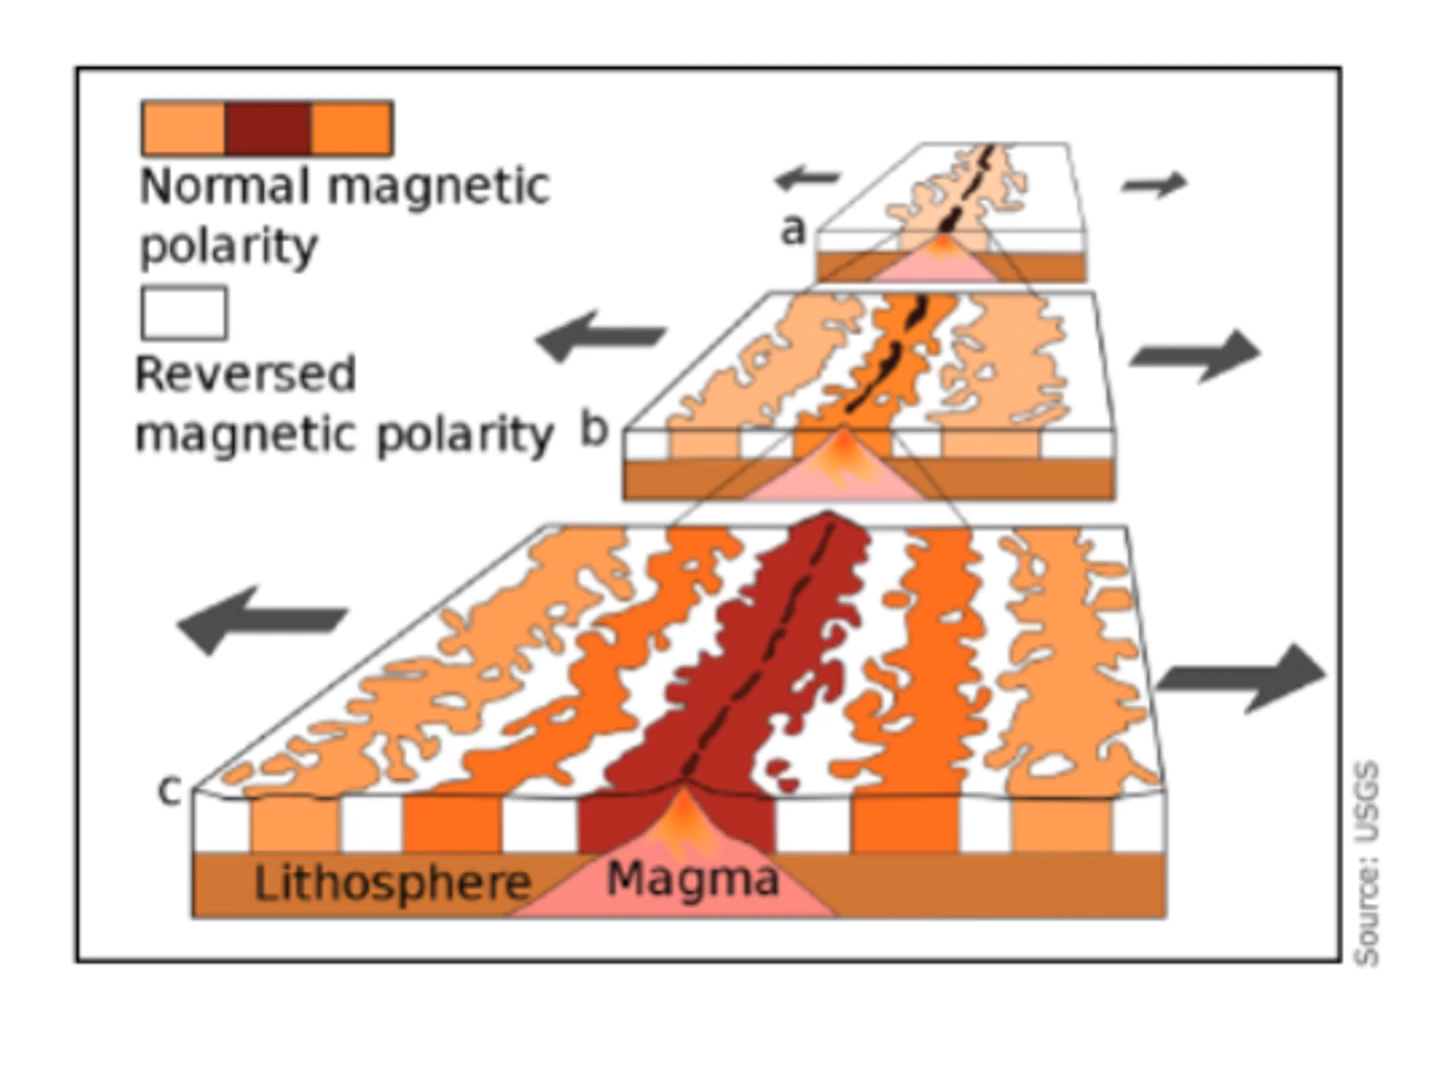 Normal magnetic
polarity
Reversed
magnetic polarity
a
b
c
Lithosphere
Magma
Source: USGS